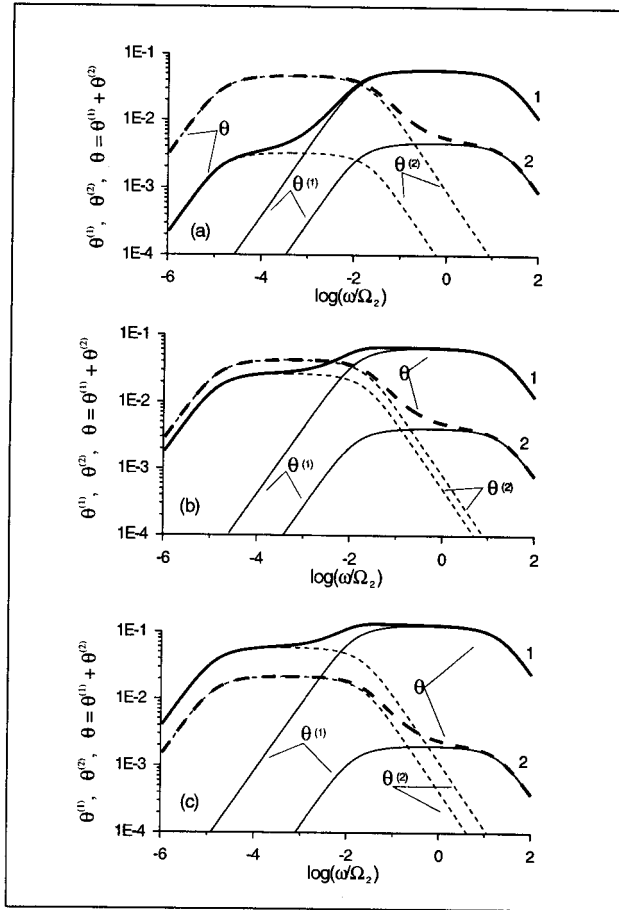 θ⁽¹⁾, θ⁽²⁾, θ = θ⁽¹⁾ + θ⁽²⁾
1E-1
1E-2
1E-3
1E-4
θ
θ⁽¹⁾
θ⁽²⁾
1
2
(a)
-6 -4 -2 0 2
log(ω/Ω₂)
θ⁽¹⁾, θ⁽²⁾, θ = θ⁽¹⁾ + θ⁽²⁾
1E-1
1E-2
1E-3
1E-4
θ
θ⁽¹⁾
θ⁽²⁾
1
2
(b)
-6 -4 -2 0 2
log(ω/Ω₂)
θ⁽¹⁾, θ⁽²⁾, θ = θ⁽¹⁾ + θ⁽²⁾
1E-1
1E-2
1E-3
1E-4
θ
θ⁽¹⁾
θ⁽²⁾
1
2
(c)
-6 -4 -2 0 2
log(ω/Ω₂)